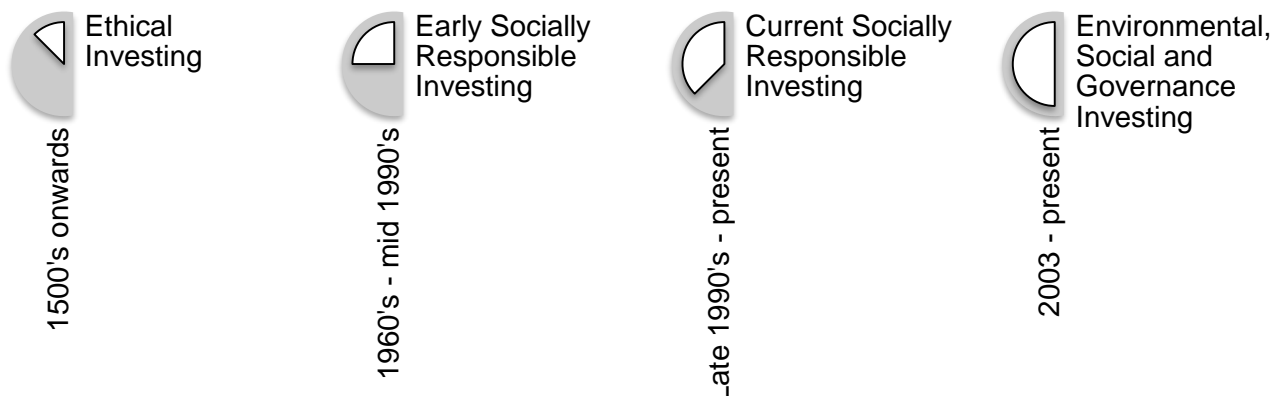 Ethical
Investing
1500's onwards
Early Socially
Responsible
Investing
1960's - mid 1990's
Current Socially
Responsible
Investing
Late 1990's - present
Environmental,
Social and
Governance
Investing
2003 - present